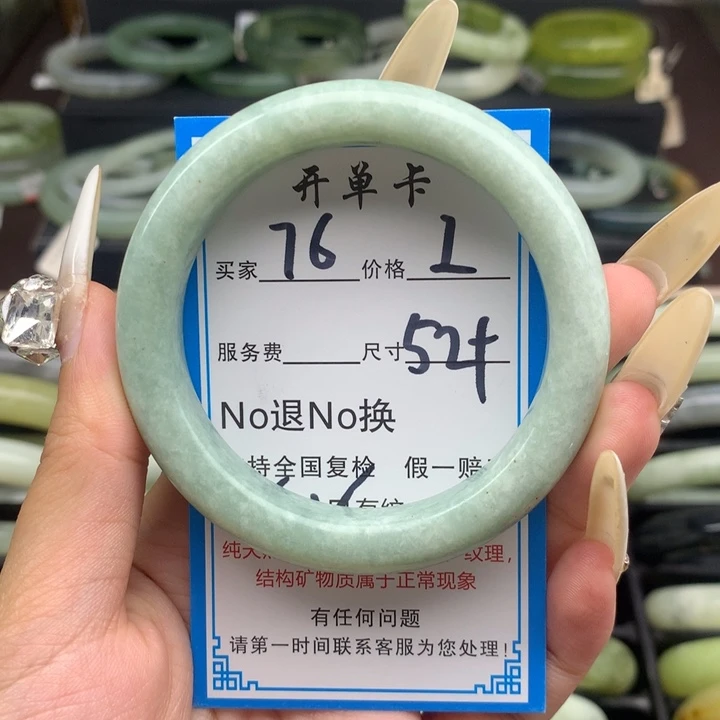 开单卡
买家 76 价格 1
服务费 尺寸 52+
No退No换
持全国复检 假一赔
有纹
纹理，
结构矿物质属于正常现象
有任何问题
请第一时间联系客服为您处理！